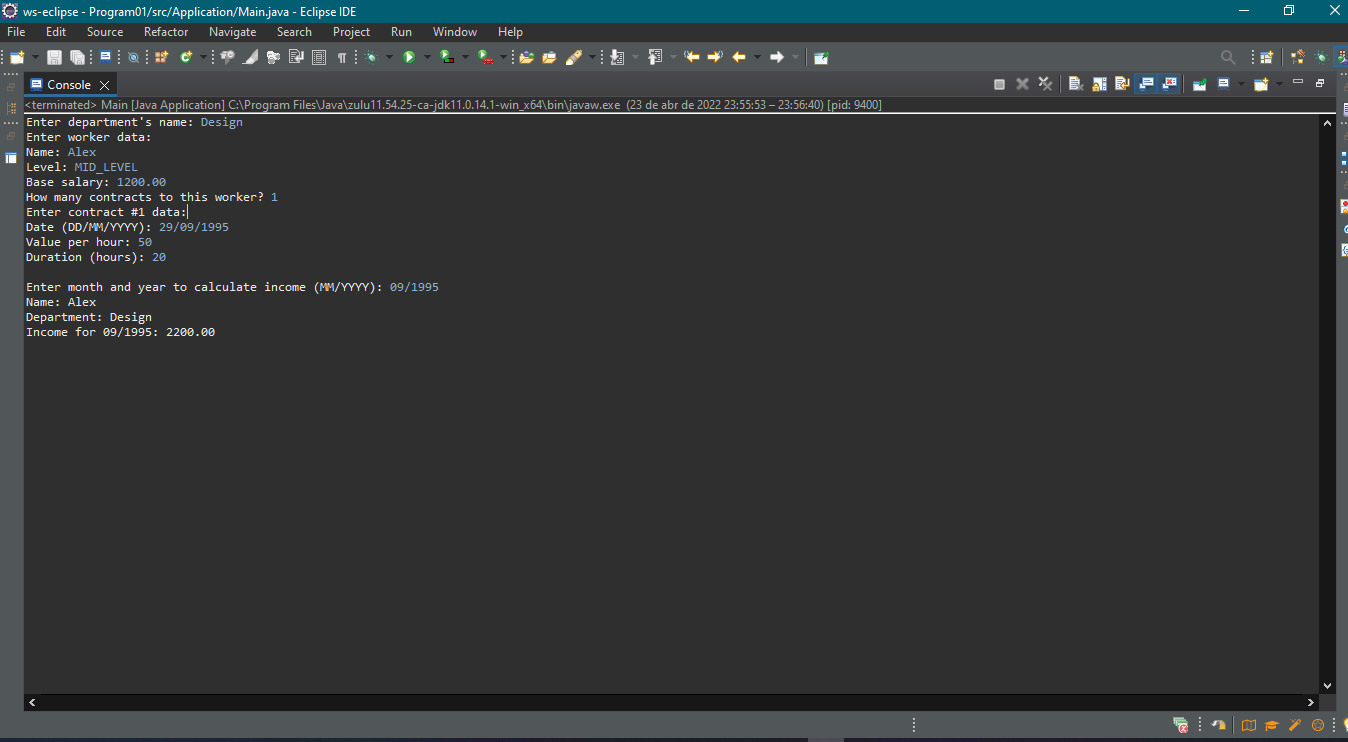 ws-eclipse - Program01/src/Application/Main.java - Eclipse IDE
File Edit Source Refactor Navigate Search Project Run Window Help
Console
<terminated> Main [Java Application] C:\Program Files\Java\zulu11.54.25-ca-jdk11.0.14.1-win_x64\bin\javaw.exe (23 de abr de 2022 23:55:53 – 23:56:40) [pid: 9400]
Enter department's name: Design
Enter worker data:
Name: Alex
Level: MID_LEVEL
Base salary: 1200.00
How many contracts to this worker? 1
Enter contract #1 data:
Date (DD/MM/YYYY): 29/09/1995
Value per hour: 50
Duration (hours): 20
Enter month and year to calculate income (MM/YYYY): 09/1995
Name: Alex
Department: Design
Income for 09/1995: 2200.00